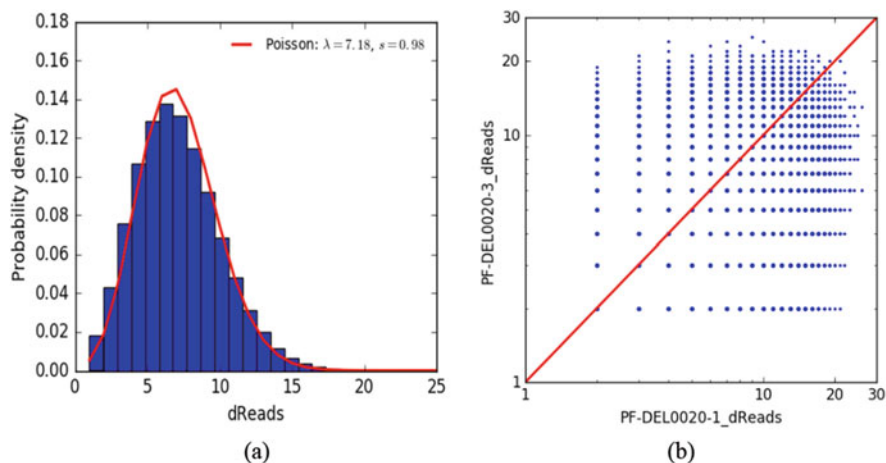 0.18
0.16
0.14
0.12
0.10
0.08
0.06
0.04
0.02
0.00
Probability density
Poisson: λ = 7.18, s = 0.98
0 5 10 15 20 25
dReads
(a)
30
20
10
1
PF-DEL0020-3_dReads
1 10 20 30
PF-DEL0020-1_dReads
(b)